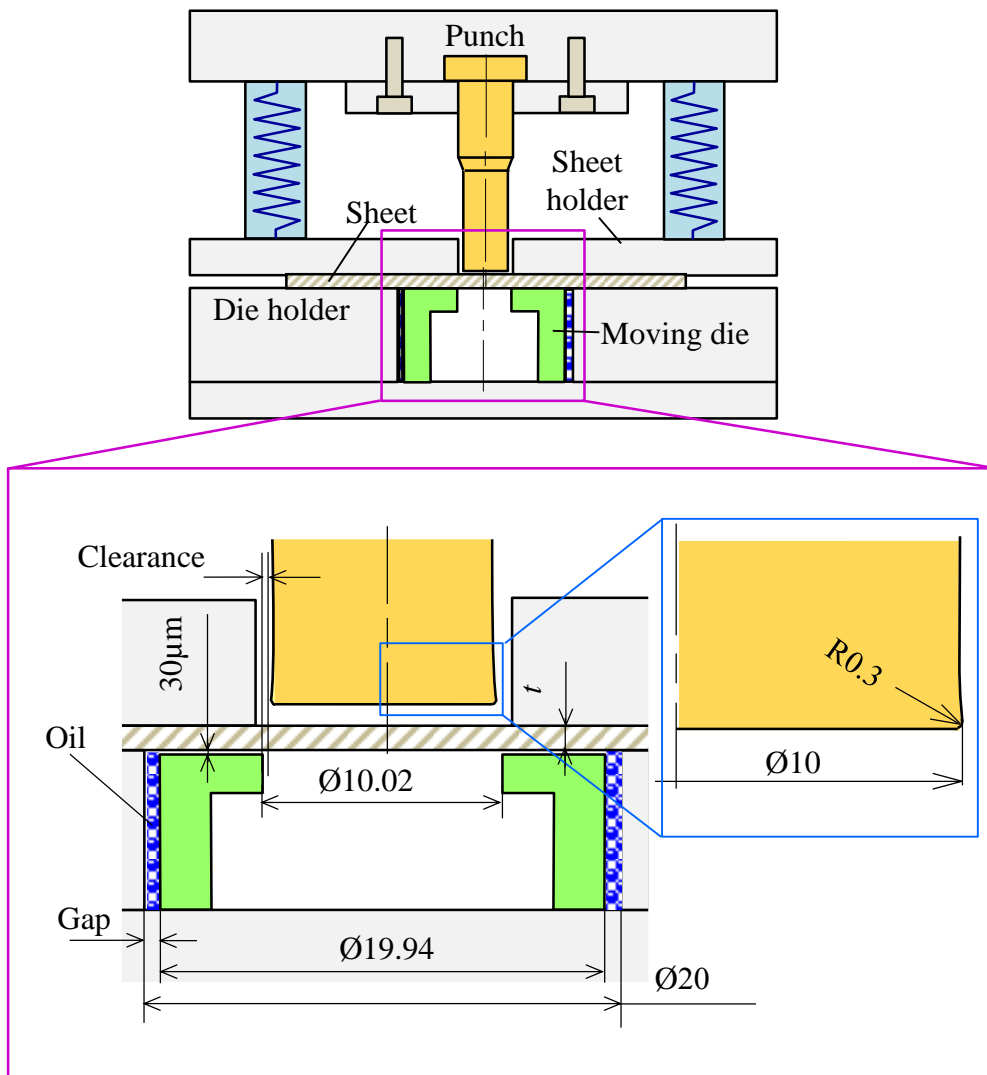 Punch
Sheet
holder
Sheet
Die holder
Moving die
Clearance
30µm
t
R0.3
Oil
Ø10
Ø10.02
Gap
Ø19.94
Ø20